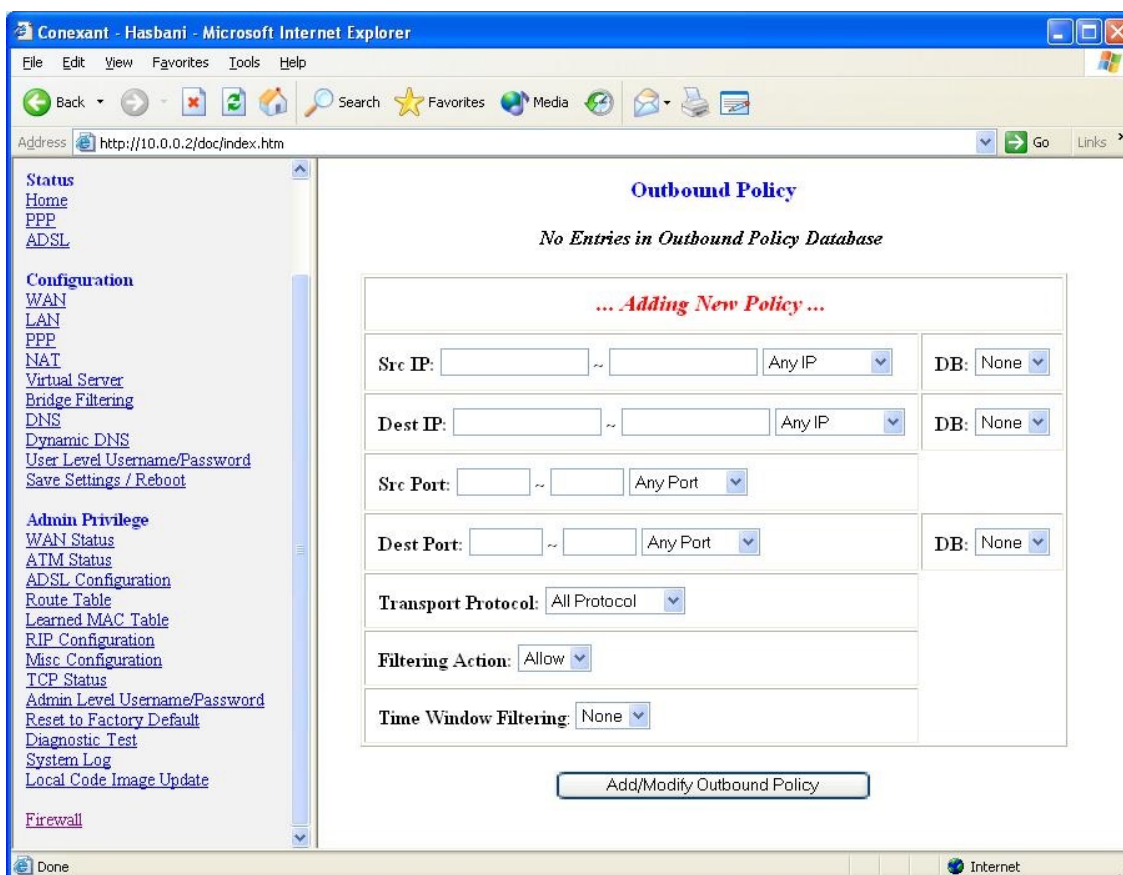 Conexant - Hasbani - Microsoft Internet Explorer
File Edit View Favorites Tools Help
Back Search Favorites Media
Address http://10.0.0.2/doc/index.htm Go Links
Status
Home
PPP
ADSL
Configuration
WAN
LAN
PPP
NAT
Virtual Server
Bridge Filtering
DNS
Dynamic DNS
User Level Username/Password
Save Settings / Reboot
Admin Privilege
WAN Status
ATM Status
ADSL Configuration
Route Table
Learned MAC Table
RIP Configuration
Misc Configuration
TCP Status
Admin Level Username/Password
Reset to Factory Default
Diagnostic Test
System Log
Local Code Image Update
Firewall
Outbound Policy
No Entries in Outbound Policy Database
... Adding New Policy ...
Src IP: ~ Any IP DB: None
Dest IP: ~ Any IP DB: None
Src Port: ~ Any Port
Dest Port: ~ Any Port DB: None
Transport Protocol: All Protocol
Filtering Action: Allow
Time Window Filtering: None
Add/Modify Outbound Policy
Done Internet